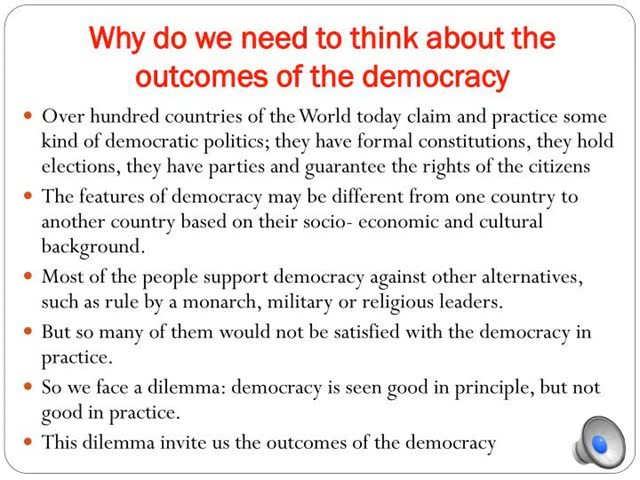 Why do we need to think about the
outcomes of the democracy
Over hundred countries of the World today claim and practice some
kind of democratic politics; they have formal constitutions, they hold
elections, they have parties and guarantee the rights of the citizens
The features of democracy may be different from one country to
another country based on their socio- economic and cultural
background.
Most of the people support democracy against other alternatives,
such as rule by a monarch, military or religious leaders.
But so many of them would not be satisfied with the democracy in
practice.
So we face a dilemma: democracy is seen good in principle, but not
good in practice.
This dilemma invite us the outcomes of the democracy